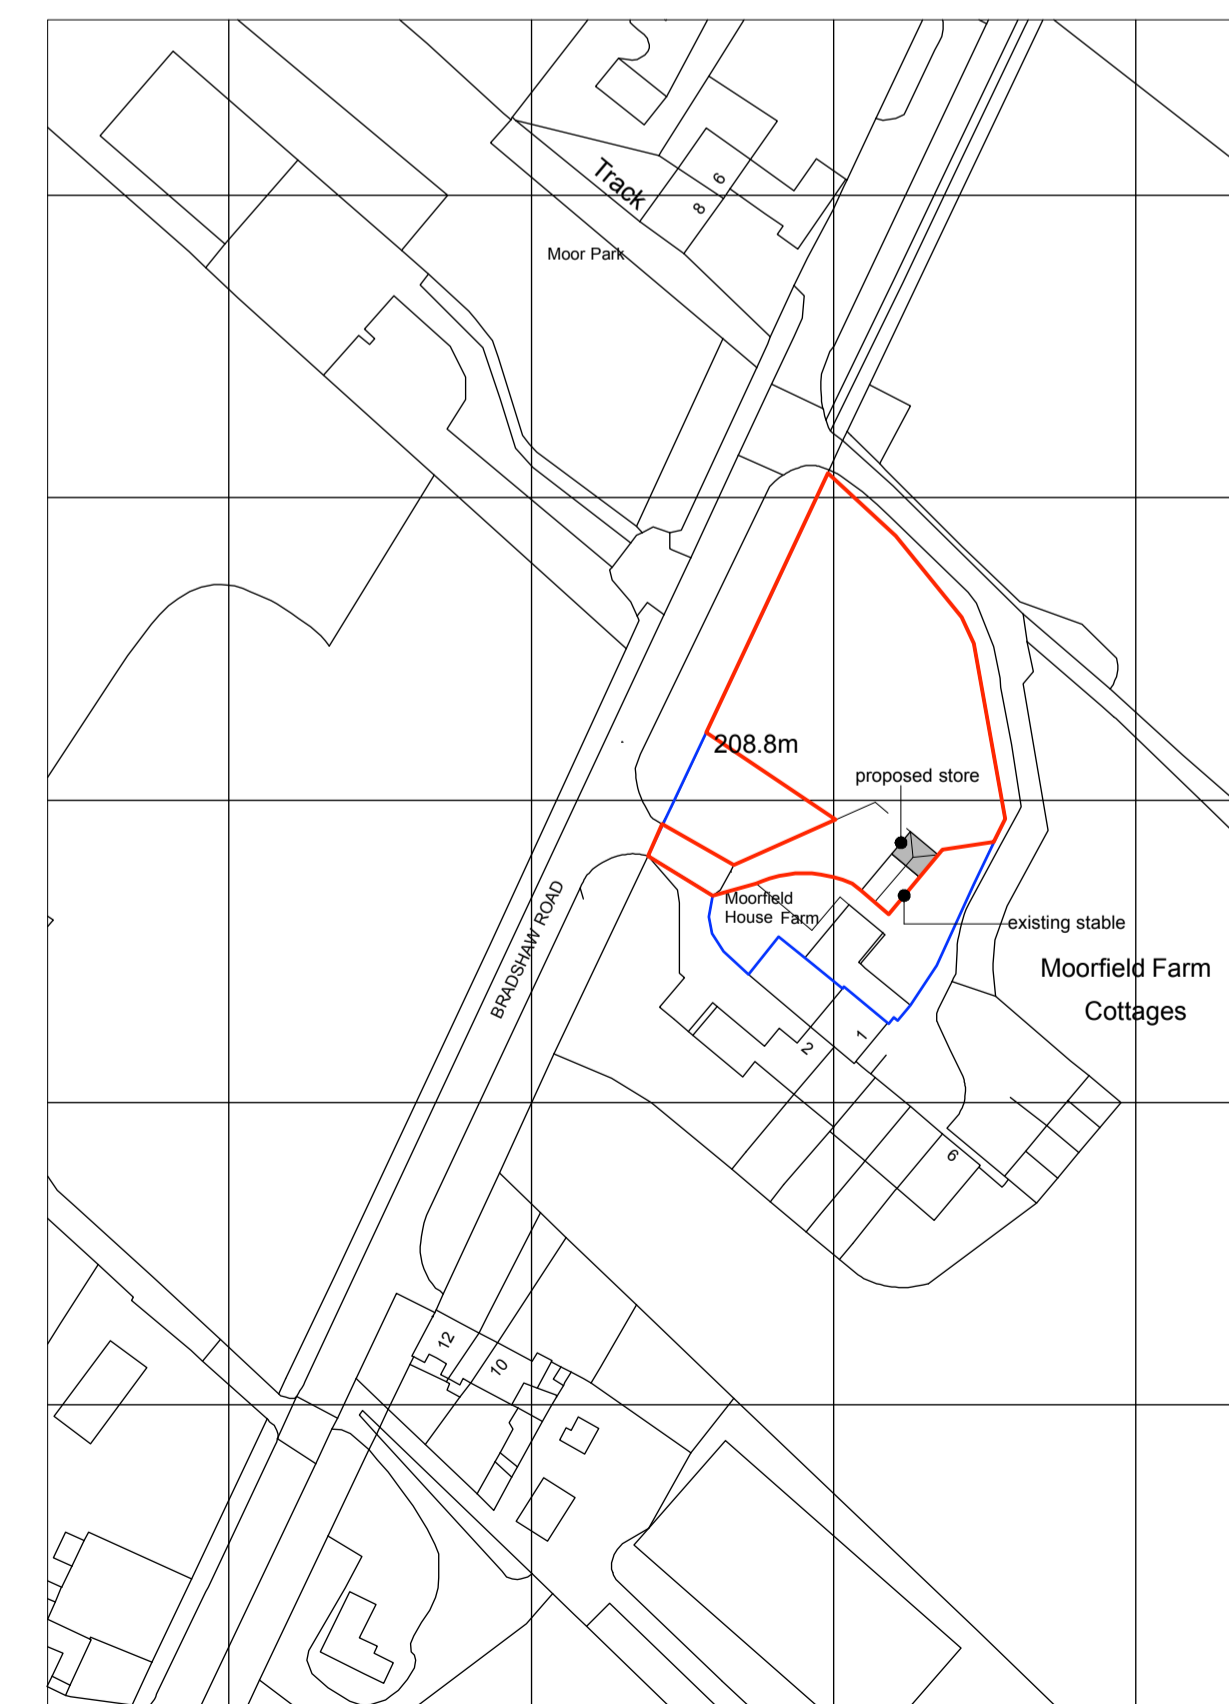 Track
6
8
Moor Park
208.8m
proposed store
Moorfield
House Farm
existing stable
BRADSHAW ROAD
Moorfield Farm
Cottages
1
2
6
12
10